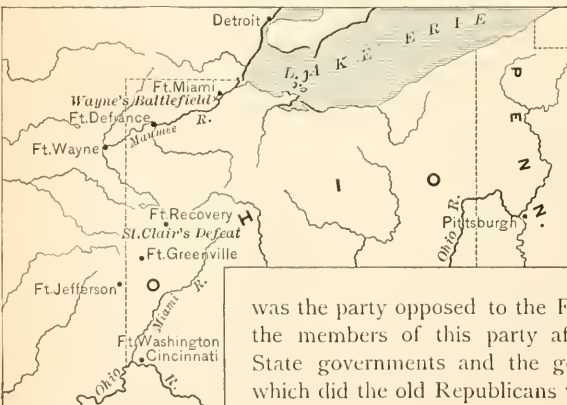 Detroit
LAKE ERIE
Ft.Miami
Wayne's Battlefield
Ft.Defiance
Maumee R.
Ft.Wayne
PENN.
OHIO
Ft.Recovery
St.Clair's Defeat
Ft.Greenville
Ft.Jefferson
Miami R.
Ohio R.
Pittsburgh
Ft.Washington
Cincinnati
Ohio R.
was the party opposed to the F
the members of this party af
State governments and the g
which did the old Republicans